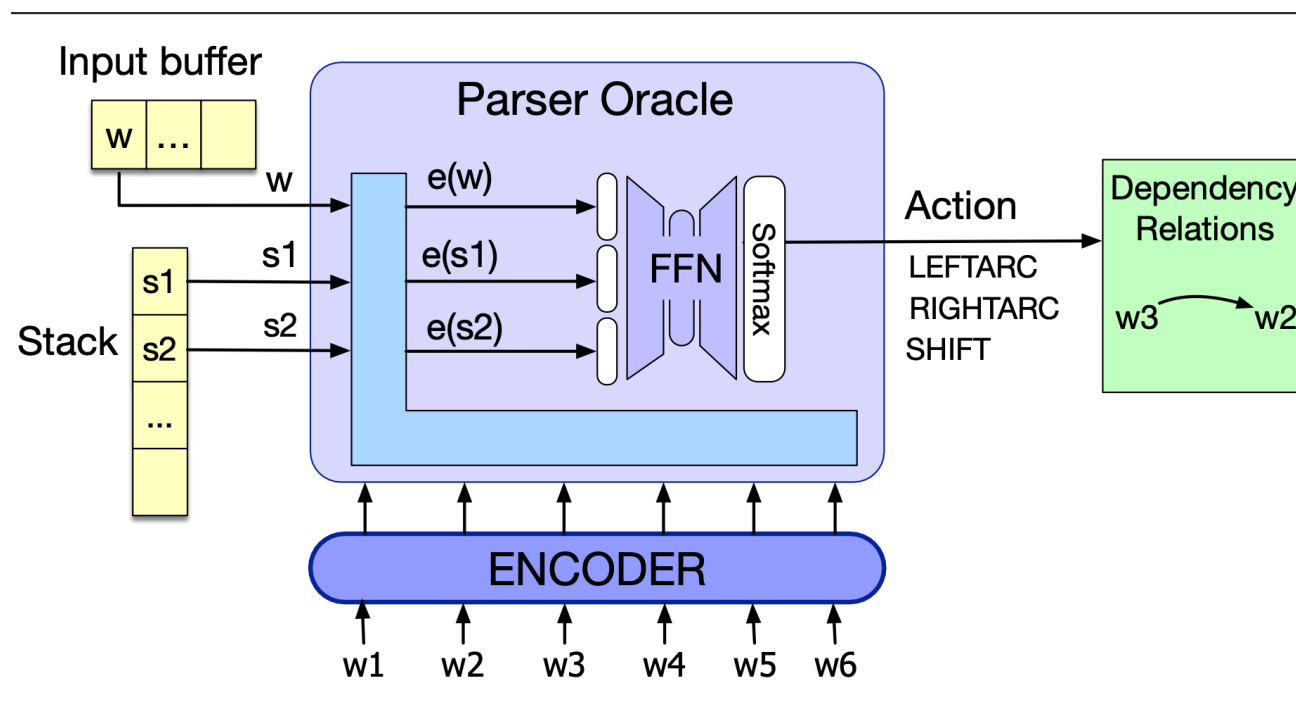 Input buffer
w ...
Parser Oracle
w
e(w)
s1
e(s1)
s2
e(s2)
Stack
s1
s2
...
FFN
Softmax
Action
LEFTARC
RIGHTARC
SHIFT
Dependency
Relations
w3 w2
ENCODER
w1 w2 w3 w4 w5 w6